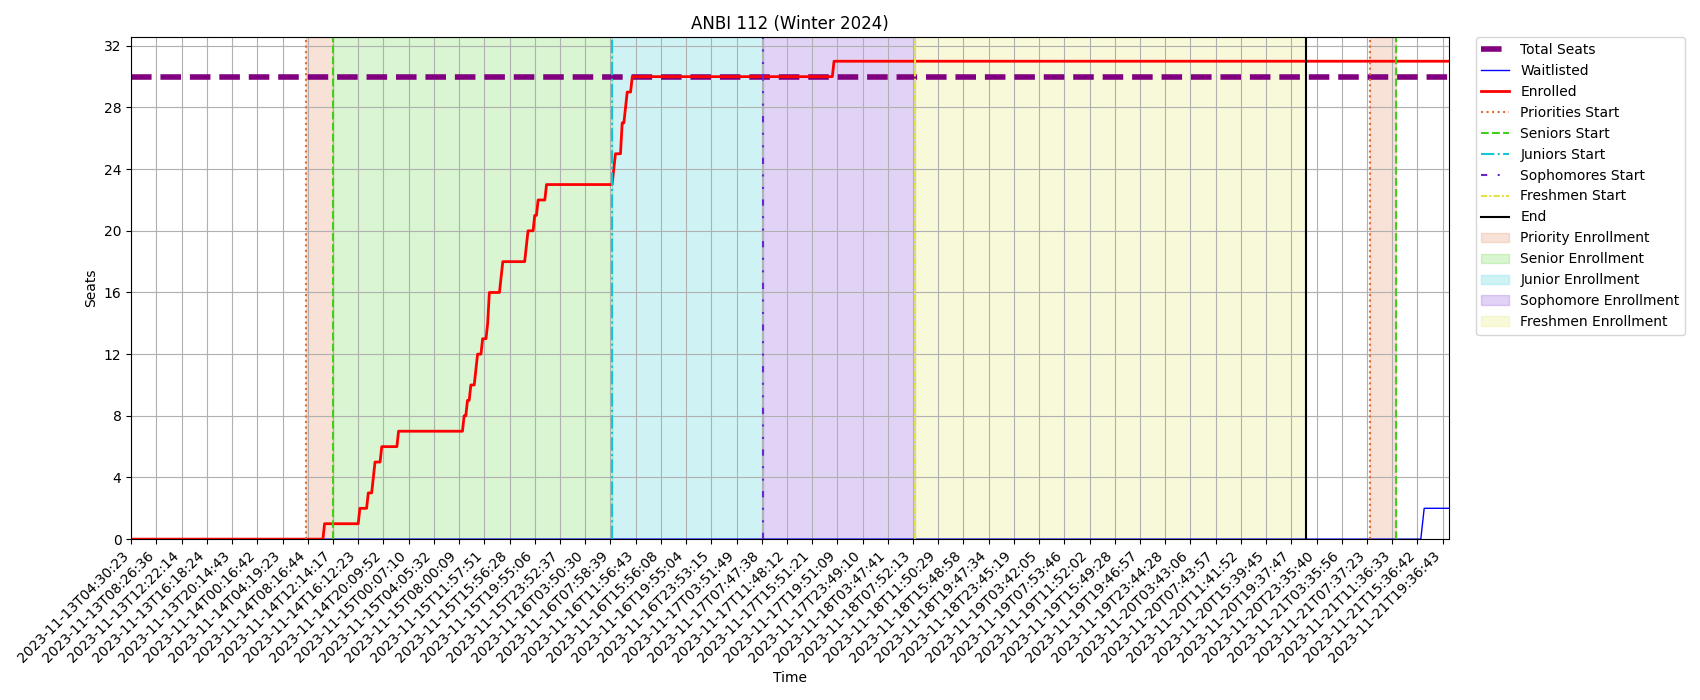 ANBI 112 (Winter 2024)
32
28
24
20
16
12
8
4
0
Seats
2023-11-13T04:30:23
2023-11-13T08:26:36
2023-11-13T12:22:14
2023-11-13T16:18:24
2023-11-13T20:14:43
2023-11-14T00:16:42
2023-11-14T04:19:23
2023-11-14T08:16:44
2023-11-14T12:14:17
2023-11-14T16:12:23
2023-11-14T20:09:52
2023-11-15T00:07:10
2023-11-15T04:05:32
2023-11-15T08:00:09
2023-11-15T11:57:51
2023-11-15T15:56:28
2023-11-15T19:55:06
2023-11-15T23:52:37
2023-11-16T03:50:30
2023-11-16T07:58:39
2023-11-16T11:56:43
2023-11-16T15:56:08
2023-11-16T19:55:04
2023-11-16T23:53:15
2023-11-17T03:51:49
2023-11-17T07:47:38
2023-11-17T11:48:12
2023-11-17T15:51:21
2023-11-17T19:51:09
2023-11-17T23:49:10
2023-11-18T03:47:41
2023-11-18T07:52:13
2023-11-18T11:50:29
2023-11-18T15:48:58
2023-11-18T19:47:34
2023-11-18T23:45:19
2023-11-19T03:42:05
2023-11-19T07:53:46
2023-11-19T11:52:02
2023-11-19T15:49:28
2023-11-19T19:46:57
2023-11-19T23:44:28
2023-11-20T03:43:06
2023-11-20T07:43:57
2023-11-20T11:41:52
2023-11-20T15:39:45
2023-11-20T19:37:47
2023-11-20T23:35:40
2023-11-21T03:35:56
2023-11-21T07:37:23
2023-11-21T11:36:33
2023-11-21T15:36:42
2023-11-21T19:36:43
Time
Total Seats
Waitlisted
Enrolled
Priorities Start
Seniors Start
Juniors Start
Sophomores Start
Freshmen Start
End
Priority Enrollment
Senior Enrollment
Junior Enrollment
Sophomore Enrollment
Freshmen Enrollment